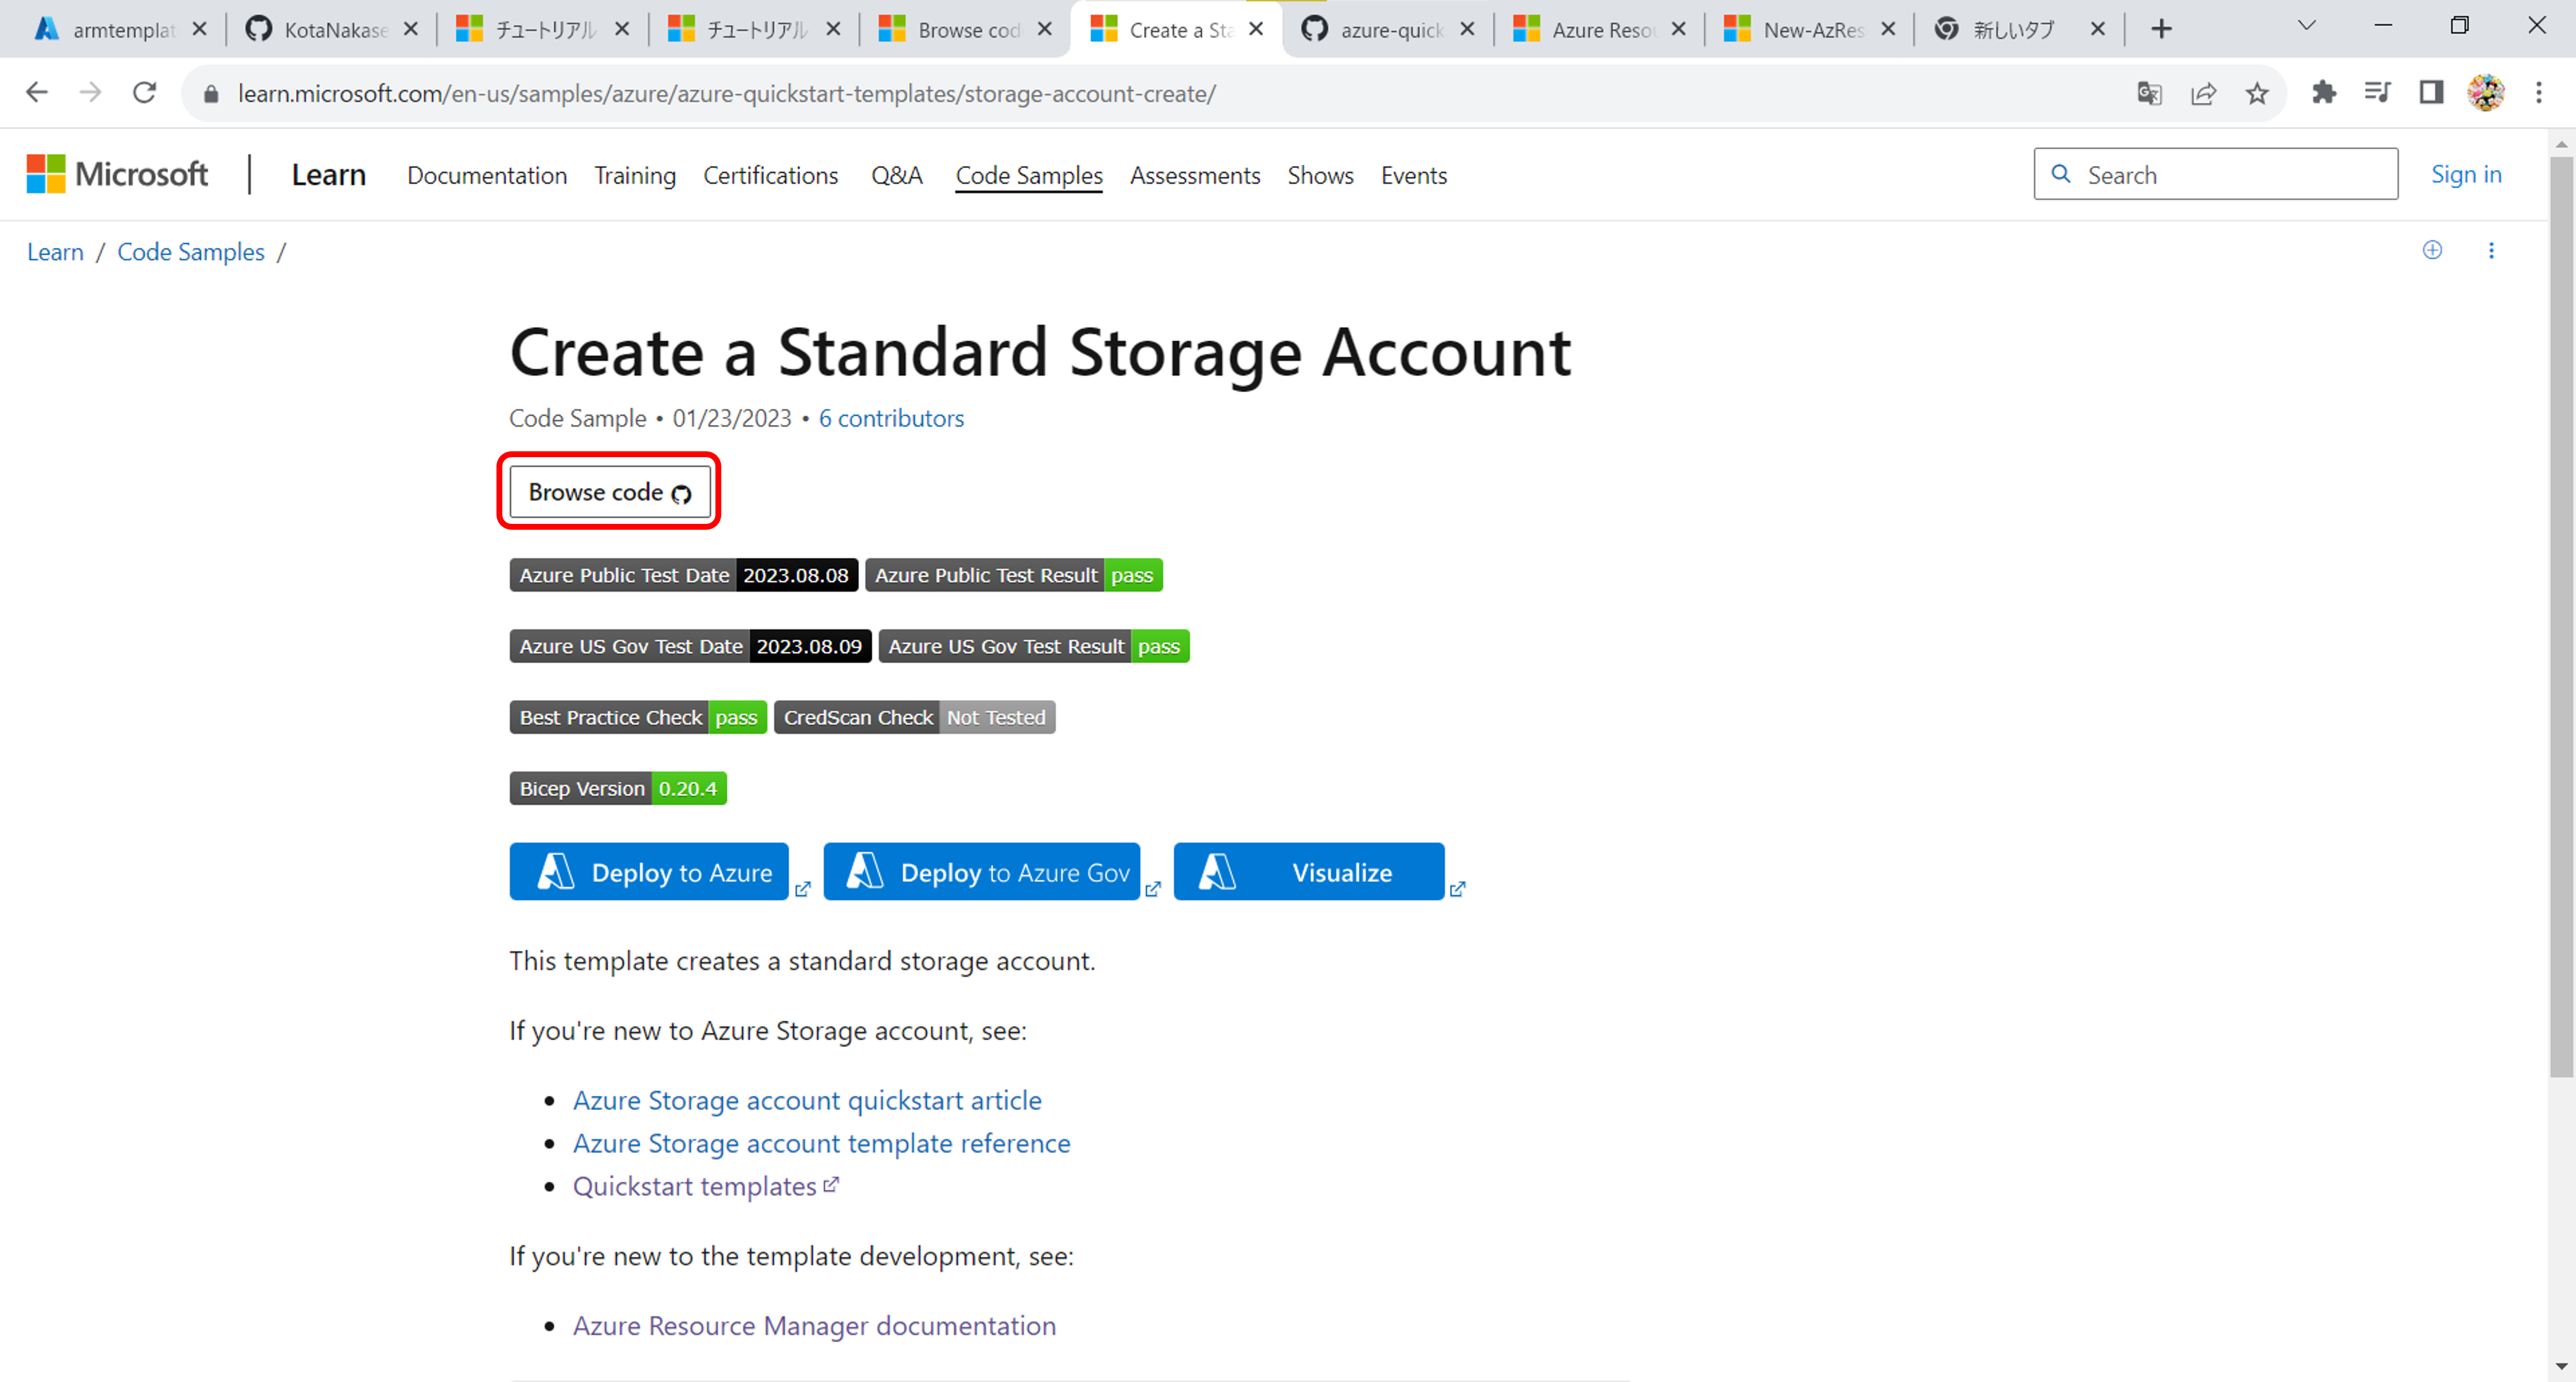 armtemplat KotaNakase チュートリアル チュートリアル Browse cod Create a Sta azure-quick Azure Resou New-AzRes 新しいタブ
learn.microsoft.com/en-us/samples/azure/azure-quickstart-templates/storage-account-create/
Microsoft Learn Documentation Training Certifications Q&A Code Samples Assessments Shows Events Search Sign in
Learn / Code Samples /
Create a Standard Storage Account
Code Sample • 01/23/2023 • 6 contributors
Browse code
Azure Public Test Date 2023.08.08 Azure Public Test Result pass
Azure US Gov Test Date 2023.08.09 Azure US Gov Test Result pass
Best Practice Check pass CredScan Check Not Tested
Bicep Version 0.20.4
Deploy to Azure Deploy to Azure Gov Visualize
This template creates a standard storage account.
If you're new to Azure Storage account, see:
• Azure Storage account quickstart article
• Azure Storage account template reference
• Quickstart templates
If you're new to the template development, see:
• Azure Resource Manager documentation